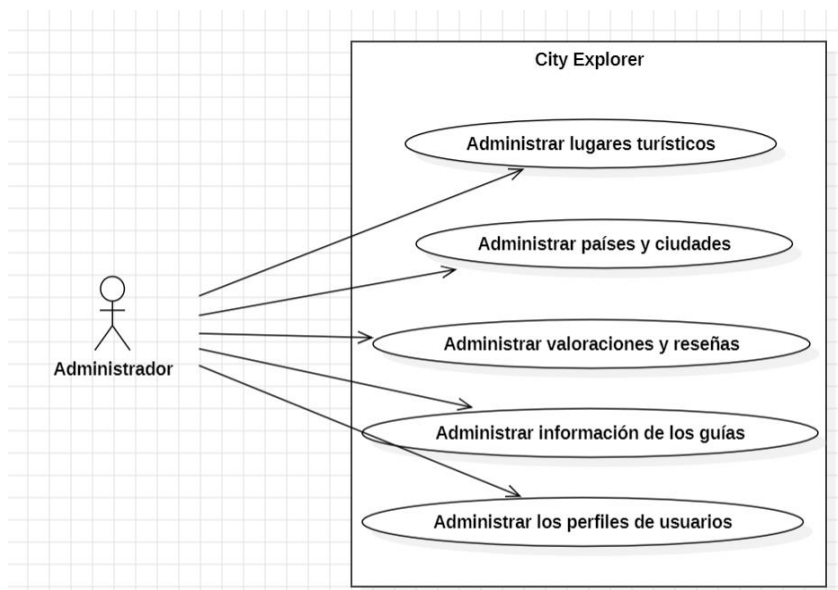 City Explorer
Administrar lugares turísticos
Administrar países y ciudades
Administrar valoraciones y reseñas
Administrador
Administrar información de los guías
Administrar los perfiles de usuarios